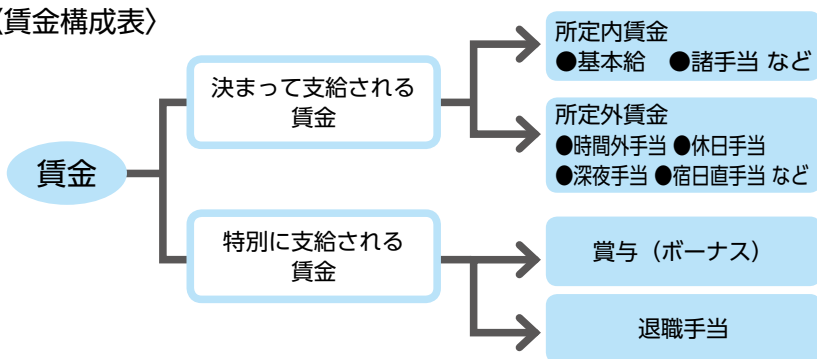 〈賃金構成表〉
賃金
決まって支給される
賃金
所定内賃金
●基本給　●諸手当 など
所定外賃金
●時間外手当 ●休日手当
●深夜手当 ●宿日直手当 など
特別に支給される
賃金
賞与（ボーナス）
退職手当